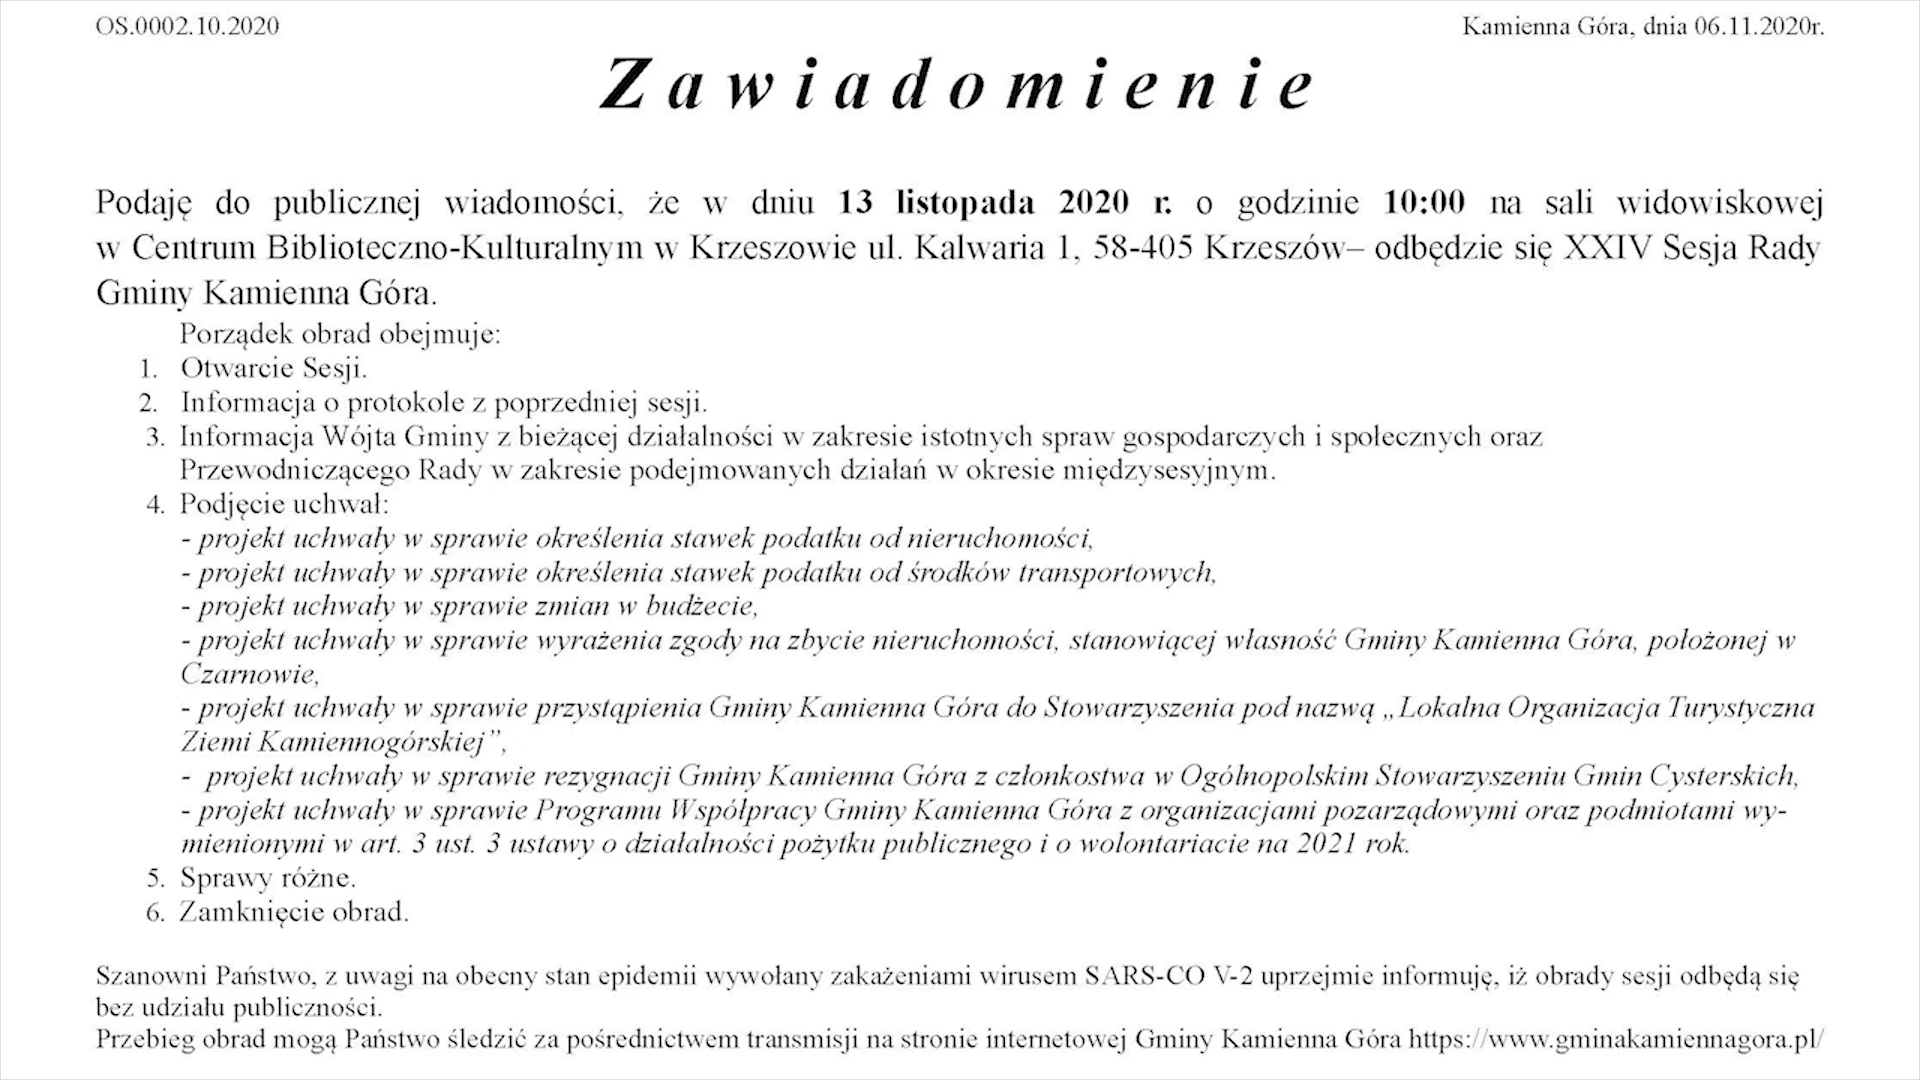 OS.0002.10.2020
Kamienna Góra, dnia 06.11.2020r.
Zawiadomienie
Podaję do publicznej wiadomości, że w dniu 13 listopada 2020 r. o godzinie 10:00 na sali widowiskowej
w Centrum Biblioteczno-Kulturalnym w Krzeszowie ul. Kalwaria 1, 58-405 Krzeszów– odbędzie się XXIV Sesja Rady
Gminy Kamienna Góra.
Porządek obrad obejmuje:
1. Otwarcie Sesji.
2. Informacja o protokole z poprzedniej sesji.
3. Informacja Wójta Gminy z bieżącej działalności w zakresie istotnych spraw gospodarczych i społecznych oraz
Przewodniczącego Rady w zakresie podejmowanych działań w okresie międzysesyjnym.
4. Podjęcie uchwał:
- projekt uchwały w sprawie określenia stawek podatku od nieruchomości,
- projekt uchwały w sprawie określenia stawek podatku od środków transportowych,
- projekt uchwały w sprawie zmian w budżecie,
- projekt uchwały w sprawie wyrażenia zgody na zbycie nieruchomości, stanowiącej własność Gminy Kamienna Góra, położonej w
Czarnowie,
- projekt uchwały w sprawie przystąpienia Gminy Kamienna Góra do Stowarzyszenia pod nazwą „Lokalna Organizacja Turystyczna
Ziemi Kamiennogórskiej”,
- projekt uchwały w sprawie rezygnacji Gminy Kamienna Góra z członkostwa w Ogólnopolskim Stowarzyszeniu Gmin Cysterskich,
- projekt uchwały w sprawie Programu Współpracy Gminy Kamienna Góra z organizacjami pozarządowymi oraz podmiotami wy-
mienionymi w art. 3 ust. 3 ustawy o działalności pożytku publicznego i o wolontariacie na 2021 rok.
5. Sprawy różne.
6. Zamknięcie obrad.
Szanowni Państwo, z uwagi na obecny stan epidemii wywołany zakażeniami wirusem SARS-CO V-2 uprzejmie informuję, iż obrady sesji odbędą się
bez udziału publiczności.
Przebieg obrad mogą Państwo śledzić za pośrednictwem transmisji na stronie internetowej Gminy Kamienna Góra https://www.gminakamiennagora.pl/